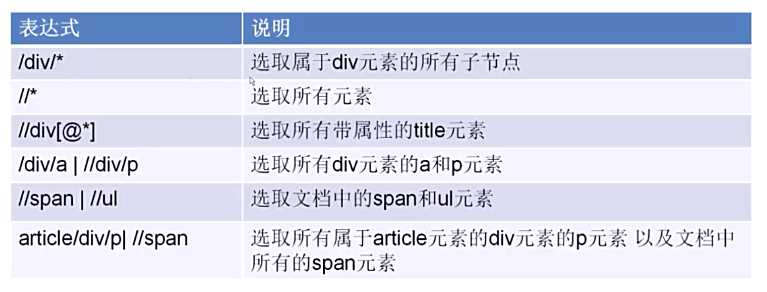 表达式 说明
/div/* 选取属于div元素的所有子节点
//* 选取所有元素
//div[@*] 选取所有带属性的title元素
/div/a | //div/p 选取所有div元素的a和p元素
//span | //ul 选取文档中的span和ul元素
article/div/p| //span 选取所有属于article元素的div元素的p元素 以及文档中
所有的span元素